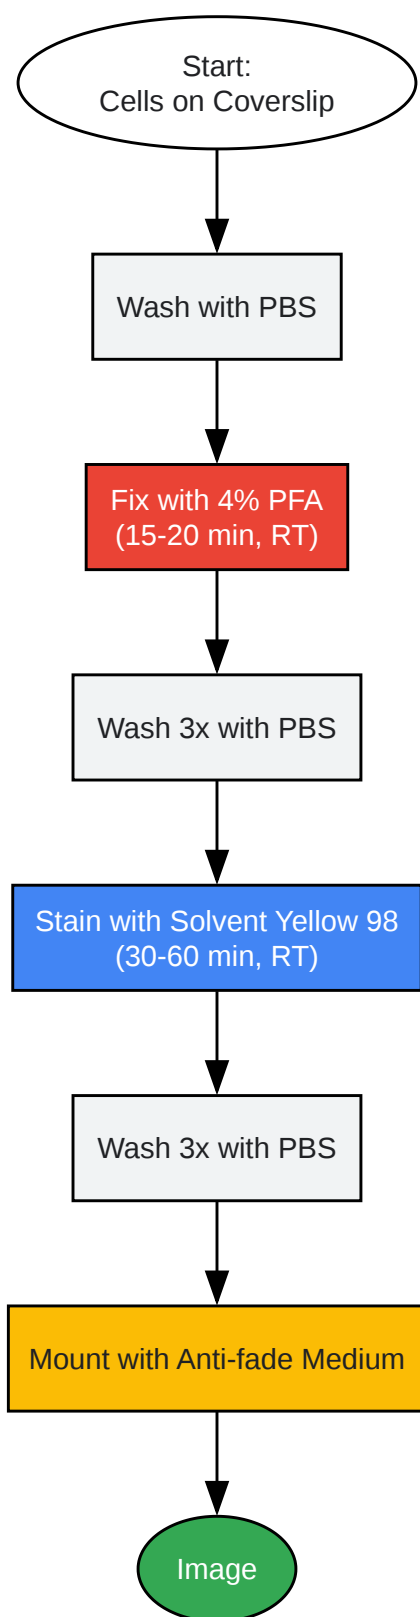 Start:
Cells on Coverslip
Wash with PBS
Fix with 4% PFA
(15-20 min, RT)
Wash 3x with PBS
Stain with Solvent Yellow 98
(30-60 min, RT)
Wash 3x with PBS
Mount with Anti-fade Medium
Image